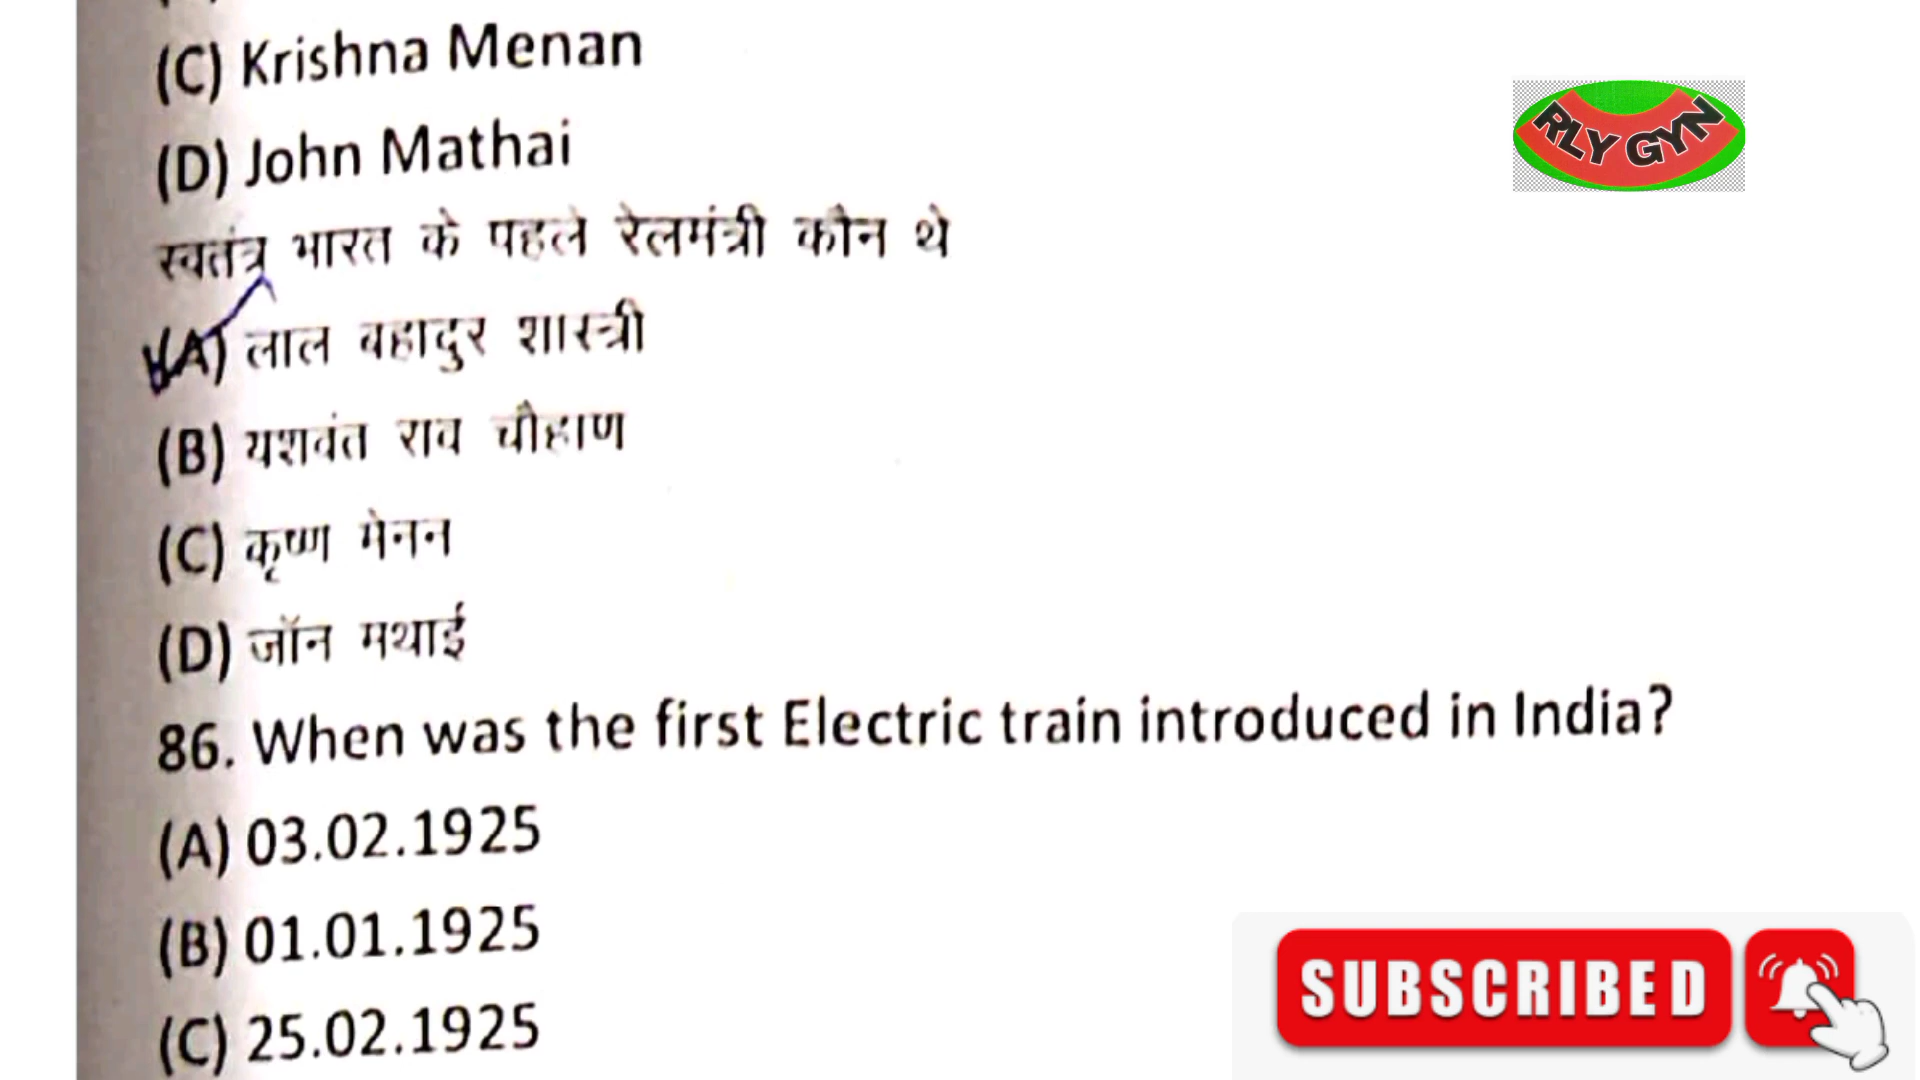 (C) Krishna Menan
(D) John Mathai
RLY GYN
स्वतंत्र भारत के पहले रेलमंत्री कौन थे
(A) लाल बहादुर शास्त्री
(B) यशवंत राव चौहाण
(C) कृष्ण मेनन
(D) जॉन मथाई
86. When was the first Electric train introduced in India?
(A) 03.02.1925
(B) 01.01.1925
(C) 25.02.1925
SUBSCRIBED